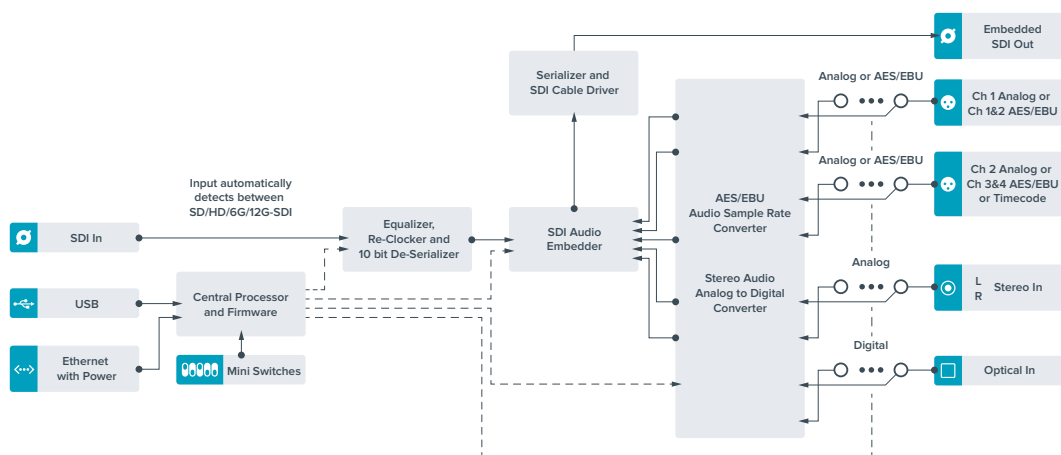 Embedded
SDI Out
Serializer and
SDI Cable Driver
Analog or AES/EBU
Ch 1 Analog or
Ch 1&2 AES/EBU
Analog or AES/EBU
Ch 2 Analog or
Ch 3&4 AES/EBU
or Timecode
Input automatically
detects between
SD/HD/6G/12G-SDI
SDI In
Equalizer,
Re-Clocker and
10 bit De-Serializer
SDI Audio
Embedder
AES/EBU
Audio Sample Rate
Converter
Stereo Audio
Analog to Digital
Converter
Analog
L
R
Stereo In
USB
Central Processor
and Firmware
Ethernet
with Power
Mini Switches
Digital
Optical In